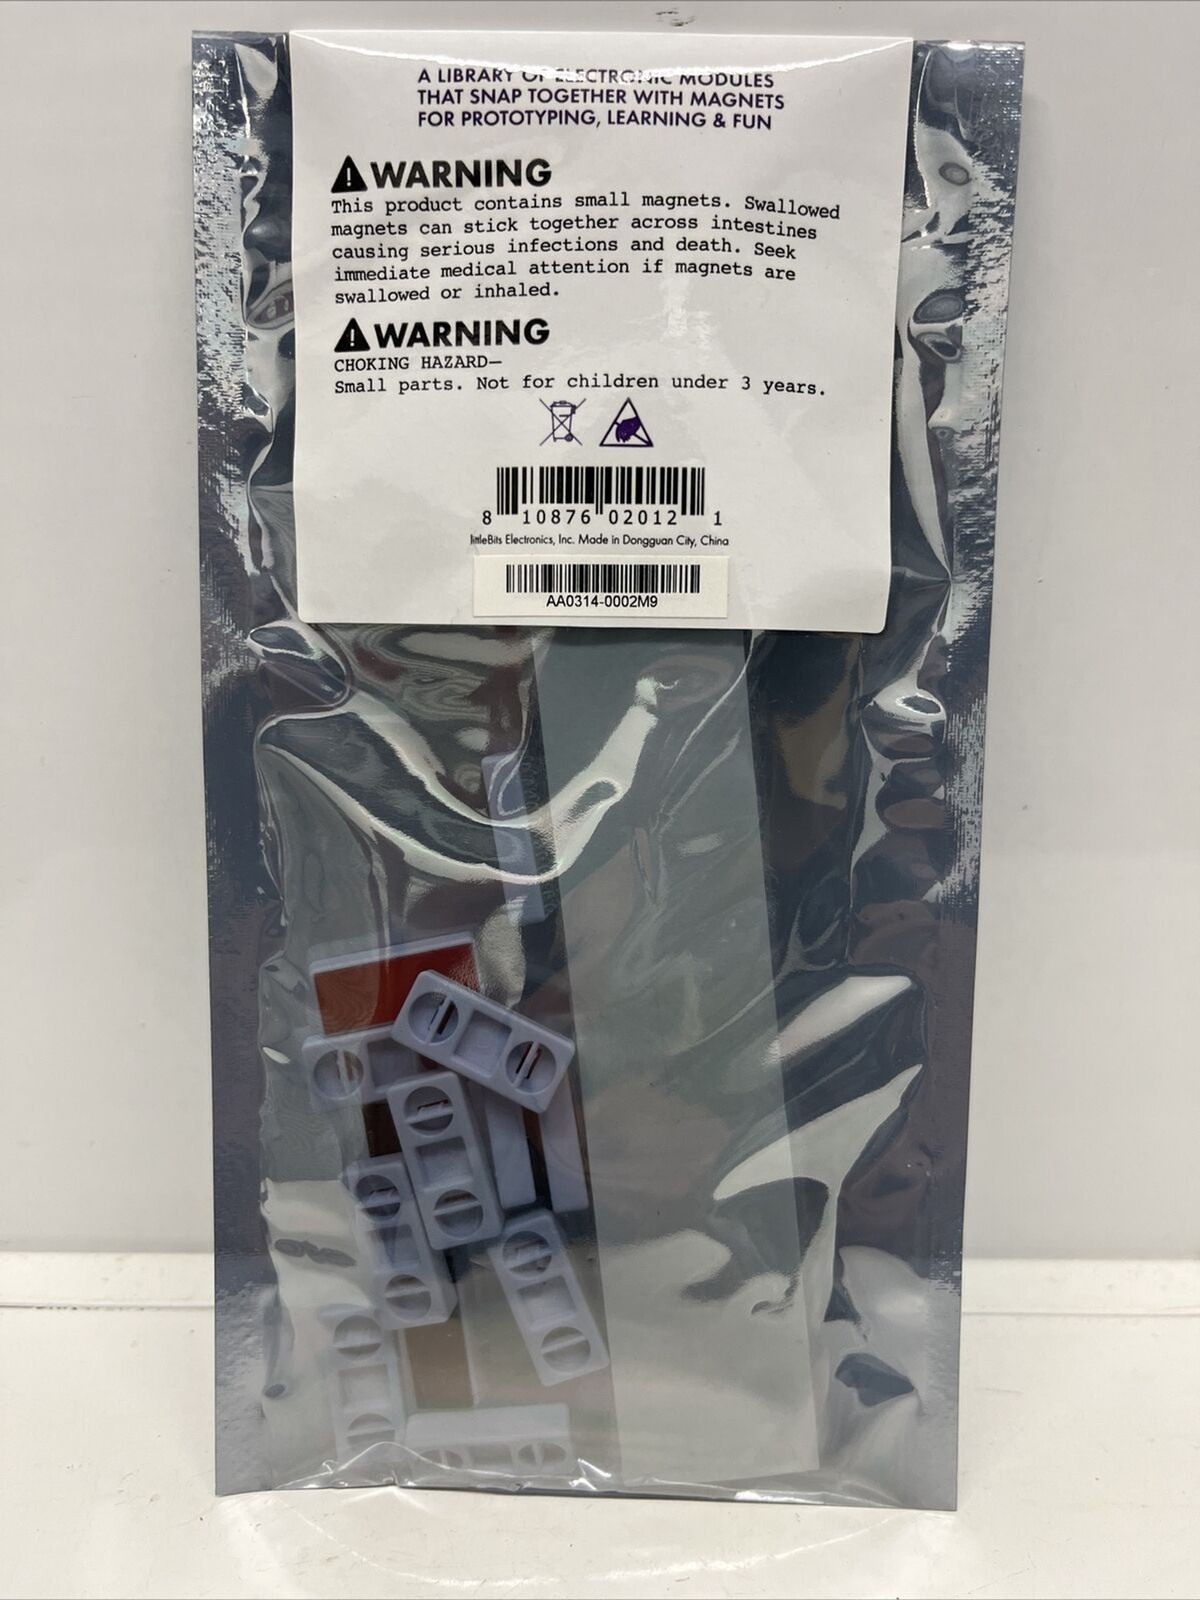 A LIBRARY OF ELECTRONIC MODULES
THAT SNAP TOGETHER WITH MAGNETS
FOR PROTOTYPING, LEARNING & FUN
WARNING
This product contains small magnets. Swallowed
magnets can stick together across intestines
causing serious infections and death. Seek
immediate medical attention if magnets are
swallowed or inhaled.
WARNING
CHOKING HAZARD—
Small parts. Not for children under 3 years.
8 10876 02012 1
littleBits Electronics, Inc. Made in Dongguan City, China
AA0314-0002M9